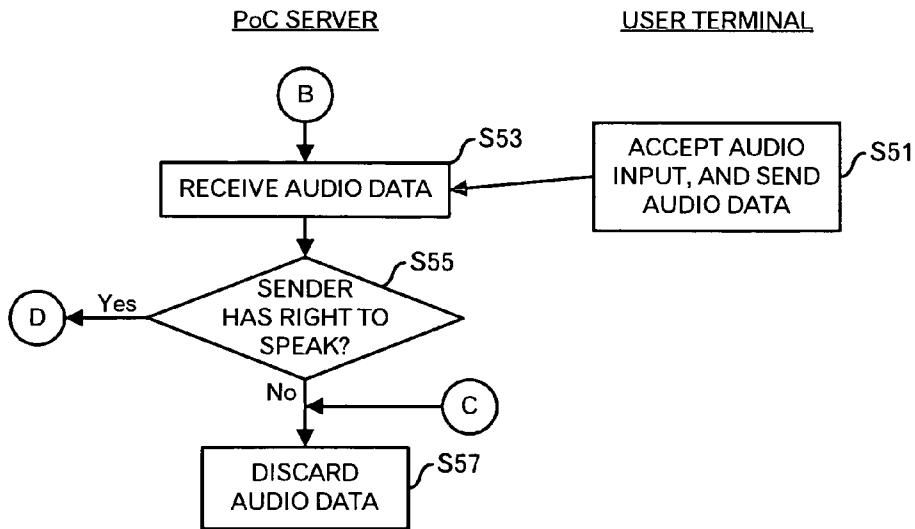 PoC SERVER
USER TERMINAL
B
S53
RECEIVE AUDIO DATA
ACCEPT AUDIO
INPUT, AND SEND
AUDIO DATA
S51
S55
SENDER
HAS RIGHT TO
SPEAK?
Yes
D
No
C
S57
DISCARD
AUDIO DATA